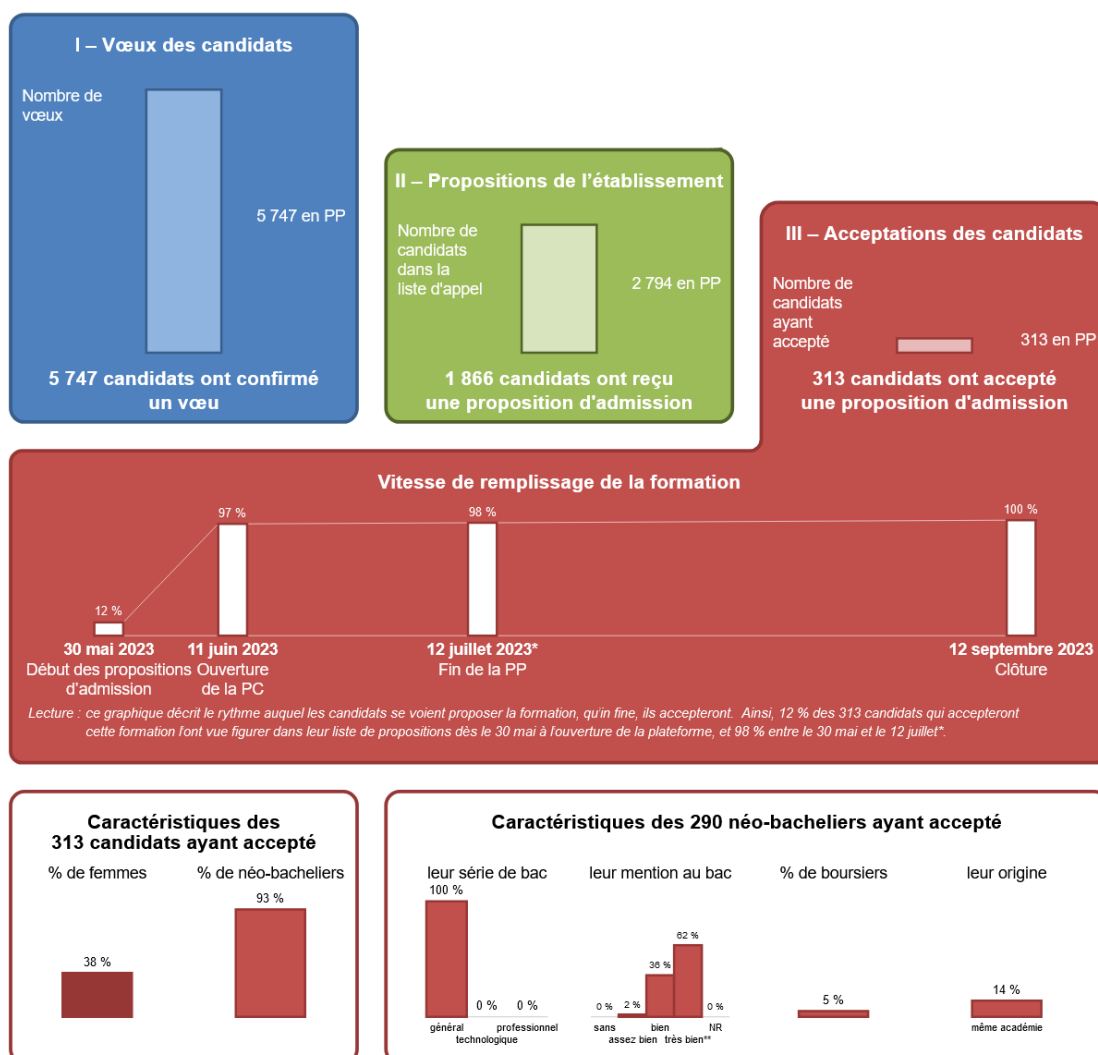 I – Vœux des candidats
Nombre de
vœux
5 747 en PP
5 747 candidats ont confirmé
un vœu
II – Propositions de l'établissement
Nombre de
candidats
dans la
liste d'appel
2 794 en PP
1 866 candidats ont reçu
une proposition d'admission
III – Acceptations des candidats
Nombre de
candidats
ayant
accepté
313 en PP
313 candidats ont accepté
une proposition d'admission
Vitesse de remplissage de la formation
12 %
97 %
98 %
100 %
30 mai 2023
Début des propositions
d'admission
11 juin 2023
Ouverture
de la PC
12 juillet 2023*
Fin de la PP
12 septembre 2023
Clôture
Lecture : ce graphique décrit le rythme auquel les candidats se voient proposer la formation, qu'in fine, ils accepteront. Ainsi, 12 % des 313 candidats qui accepteront
cette formation l'ont vue figurer dans leur liste de propositions dès le 30 mai à l'ouverture de la plateforme, et 98 % entre le 30 mai et le 12 juillet*.
Caractéristiques des
313 candidats ayant accepté
% de femmes
% de néo-bacheliers
38 %
93 %
Caractéristiques des 290 néo-bacheliers ayant accepté
leur série de bac
100 %
0 %
0 %
général
technologique
professionnel
leur mention au bac
0 %
2 %
36 %
62 %
0 %
sans
assez bien
bien
très bien**
NR
% de boursiers
5 %
leur origine
14 %
même académie